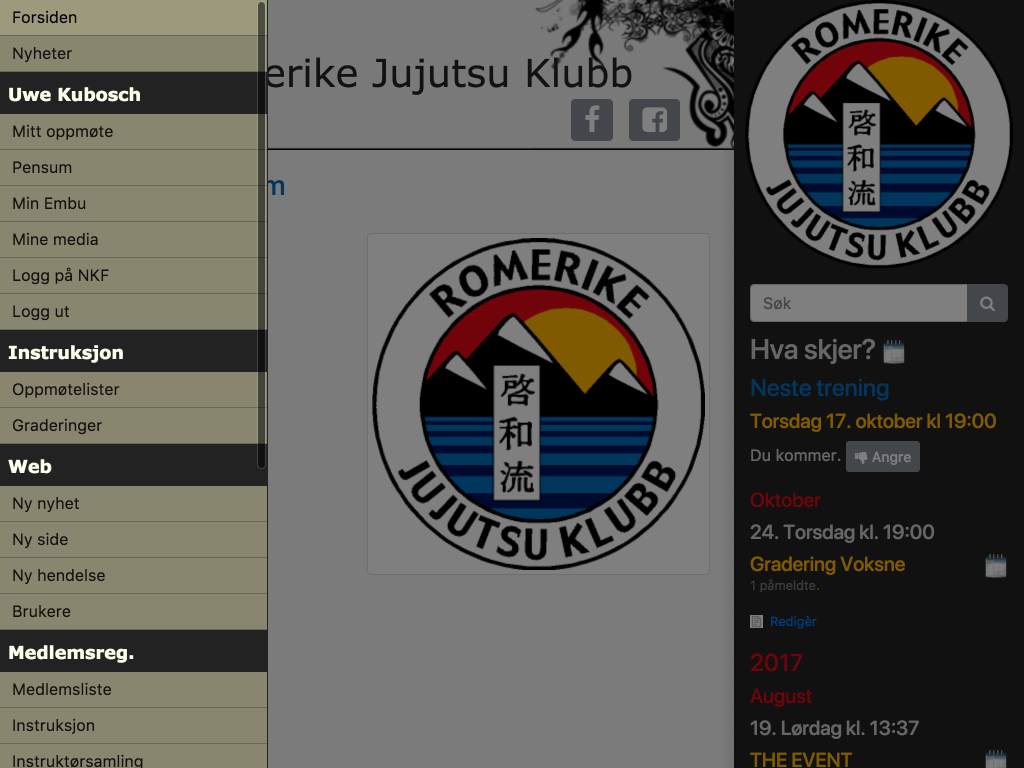 Forsiden
Nyheter
Uwe Kubosch
Mitt oppmøte
Pensum
Min Embu
Mine media
Logg på NKF
Logg ut
Instruksjon
Oppmøtelister
Graderinger
Web
Ny nyhet
Ny side
Ny hendelse
Brukere
Medlemsreg.
Medlemsliste
Instruksjon
Instruktørsamling
erike Jujutsu Klubb
m
ROMERIKE
啓和流
JUJUTSU KLUBB
ROMERIKE
啓和流
JUJUTSU KLUBB
Søk
Hva skjer?
Neste trening
Torsdag 17. oktober kl 19:00
Du kommer. Angre
Oktober
24. Torsdag kl. 19:00
Gradering Voksne
1 påmeldte.
Redigèr
2017
August
19. Lørdag kl. 13:37
THE EVENT